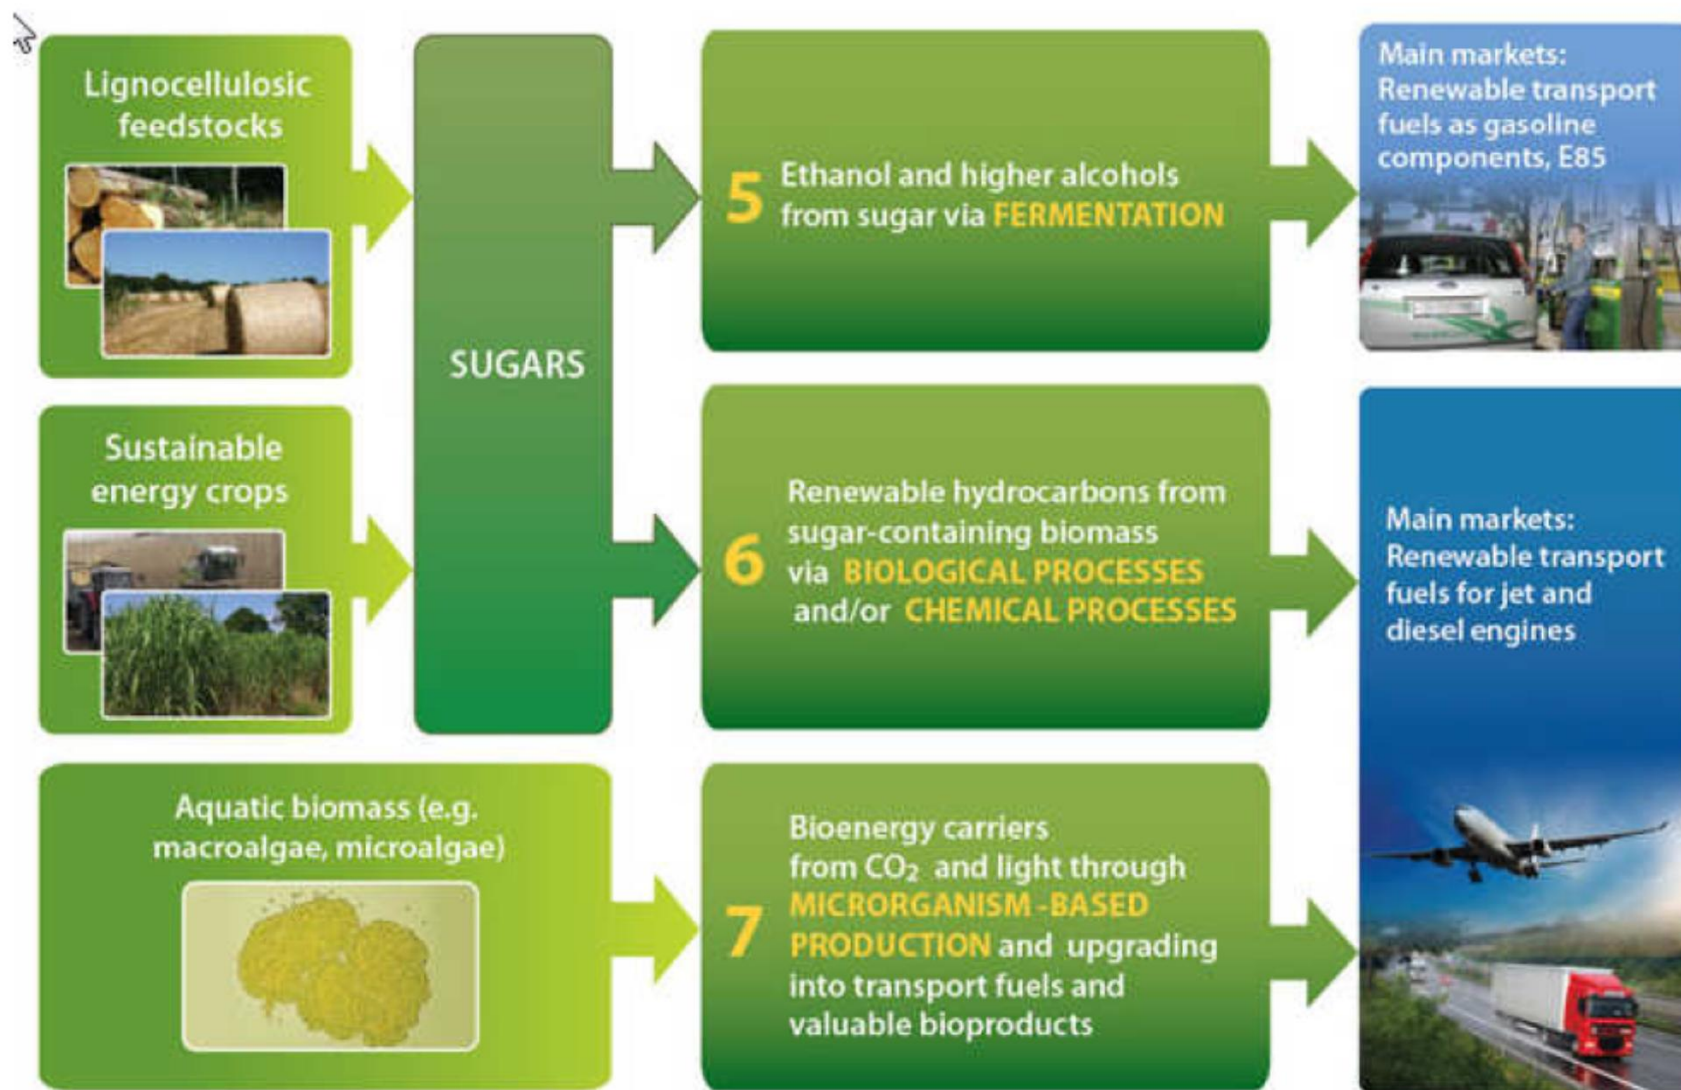 Lignocellulosic
feedstocks
Sustainable
energy crops
SUGARS
Aquatic biomass (e.g.
macroalgae, microalgae)
5
Ethanol and higher alcohols
from sugar via FERMENTATION
6
Renewable hydrocarbons from
sugar-containing biomass
via BIOLOGICAL PROCESSES
and/or CHEMICAL PROCESSES
7
Bioenergy carriers
from CO₂ and light through
MICRORGANISM-BASED
PRODUCTION and upgrading
into transport fuels and
valuable bioproducts
Main markets:
Renewable transport
fuels as gasoline
components, E85
Main markets:
Renewable transport
fuels for jet and
diesel engines